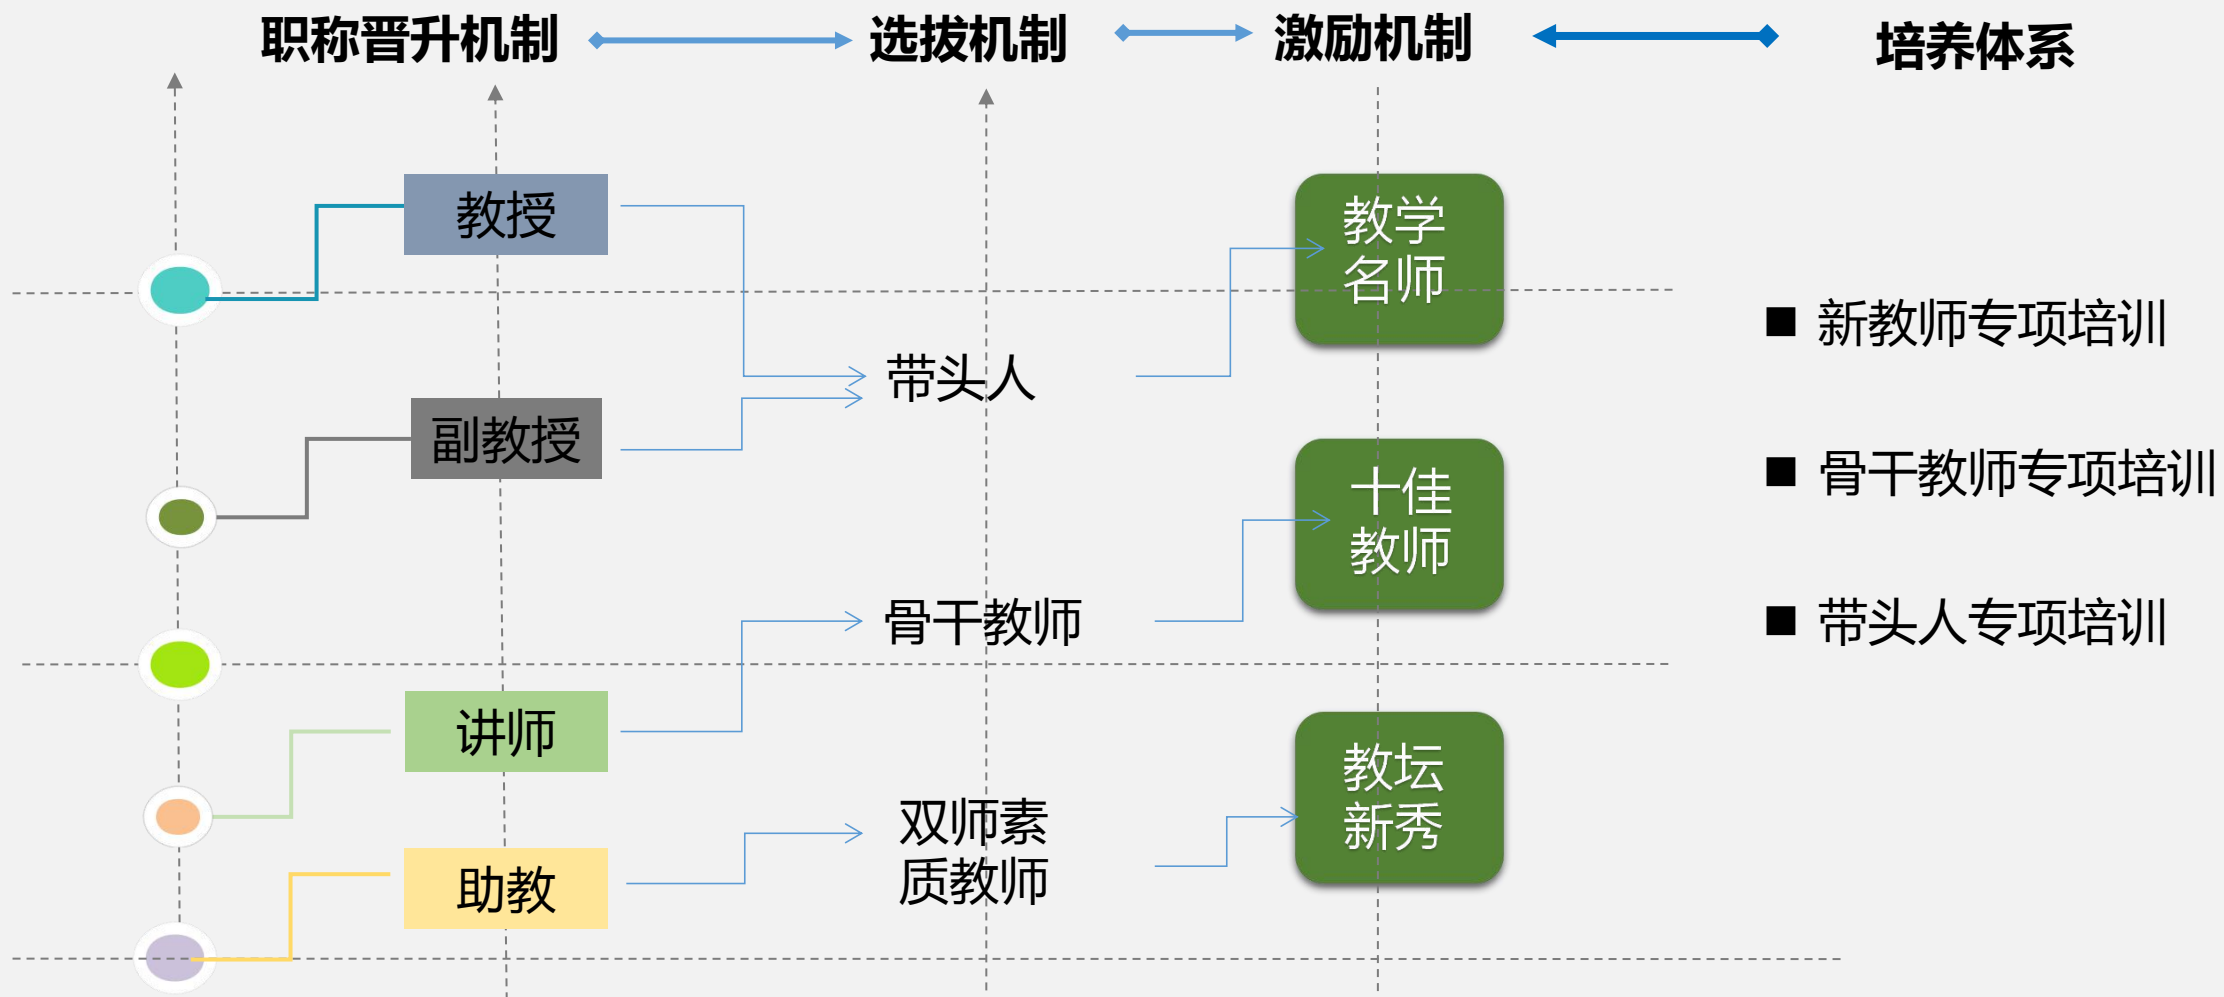 职称晋升机制
选拔机制
激励机制
培养体系
教授
副教授
讲师
助教
带头人
骨干教师
双师素
质教师
教学
名师
十佳
教师
教坛
新秀
新教师专项培训
骨干教师专项培训
带头人专项培训